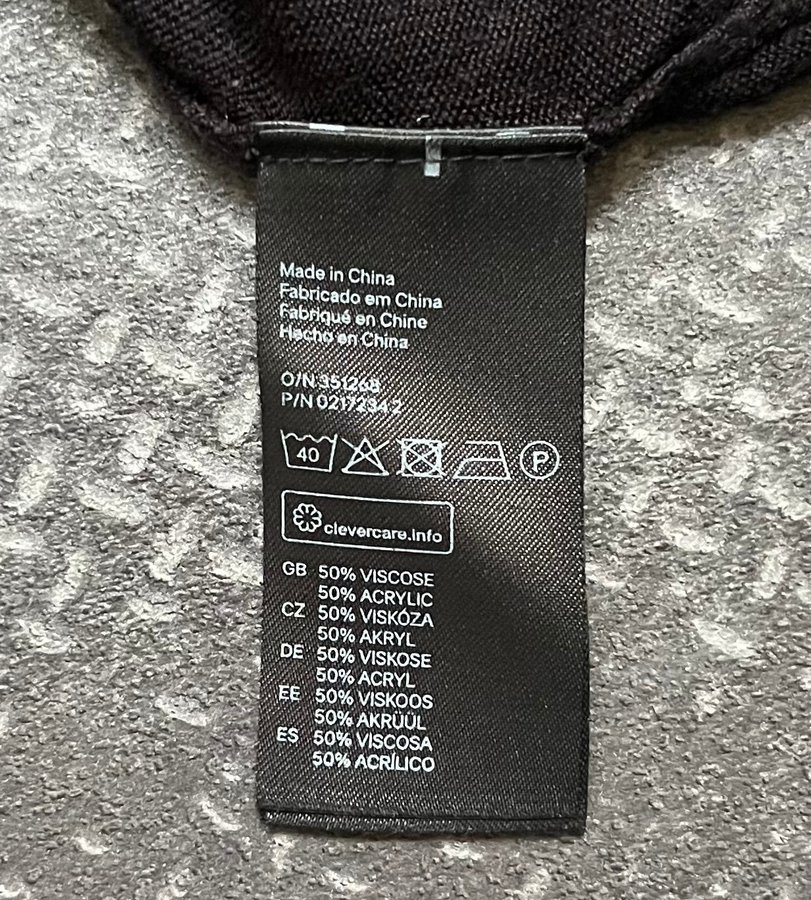 Made in China
Fabricado em China
Fabriqué en Chine
Hecho en China
O/N 351268
P/N 02172342
40 P
clevercare.info
GB 50% VISCOSE
50% ACRYLIC
CZ 50% VISKÓZA
50% AKRYL
DE 50% VISKOSE
50% ACRYL
EE 50% VISKOOS
50% AKRÜÜL
ES 50% VISCOSA
50% ACRÍLICO